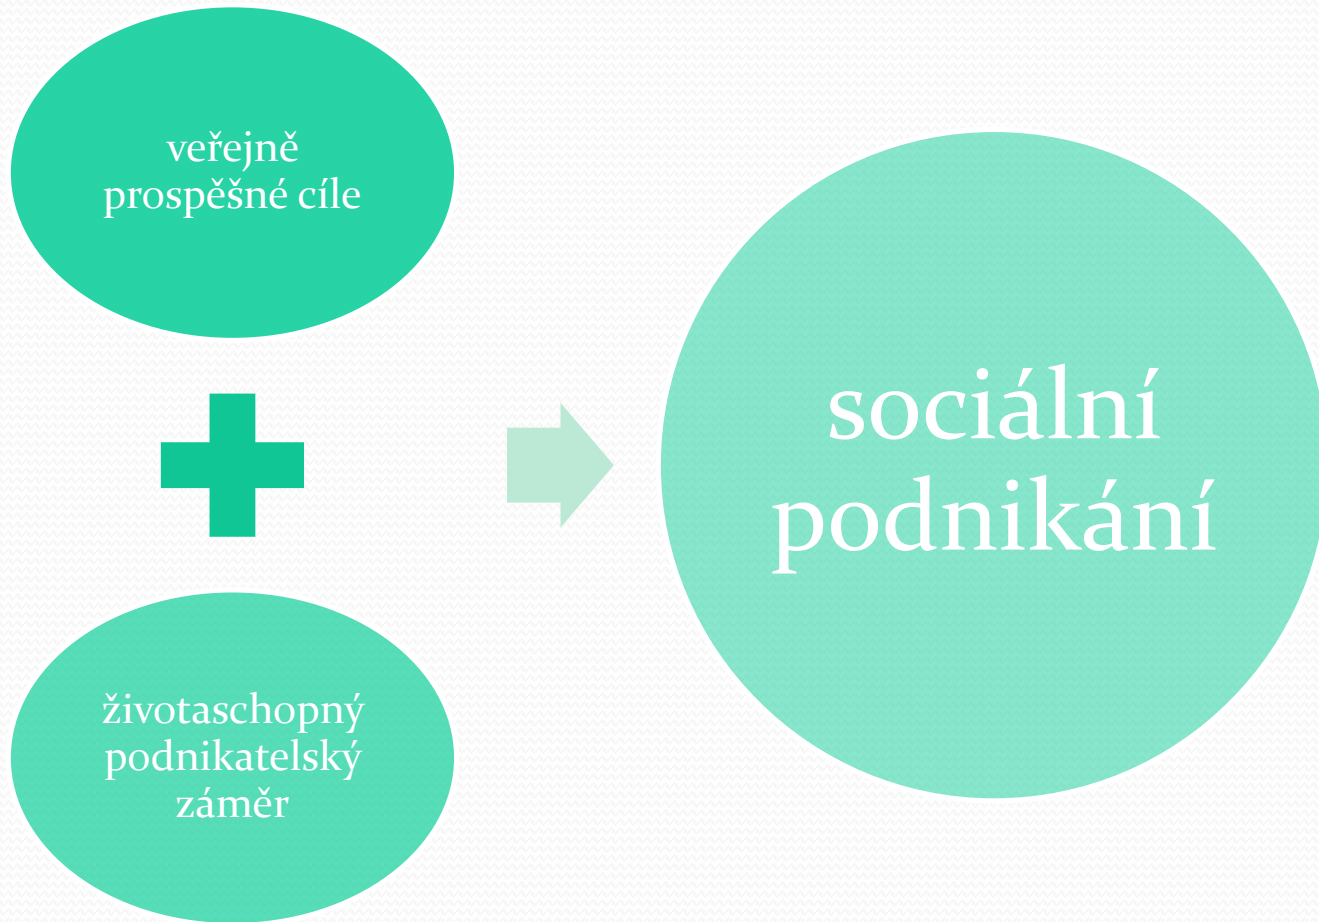 veřejně
prospěšné cíle
životaschopný
podnikatelský
záměr
sociální
podnikání